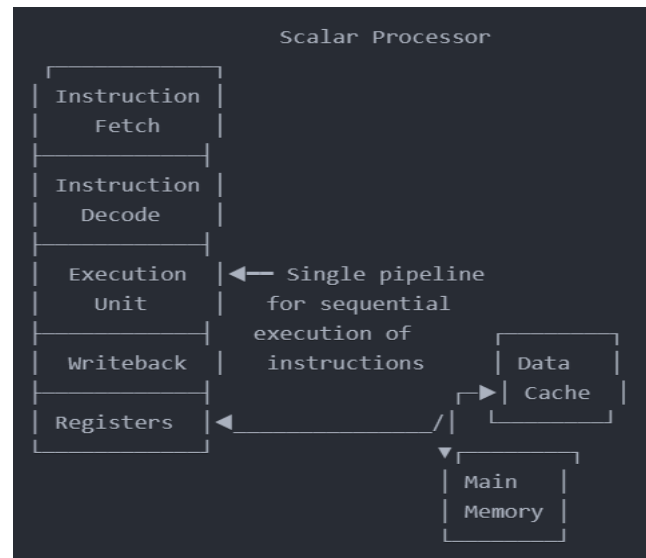 Scalar Processor
Instruction
Fetch
Instruction
Decode
Execution
Unit
Single pipeline
for sequential
execution of
instructions
Writeback
Registers
Data
Cache
Main
Memory